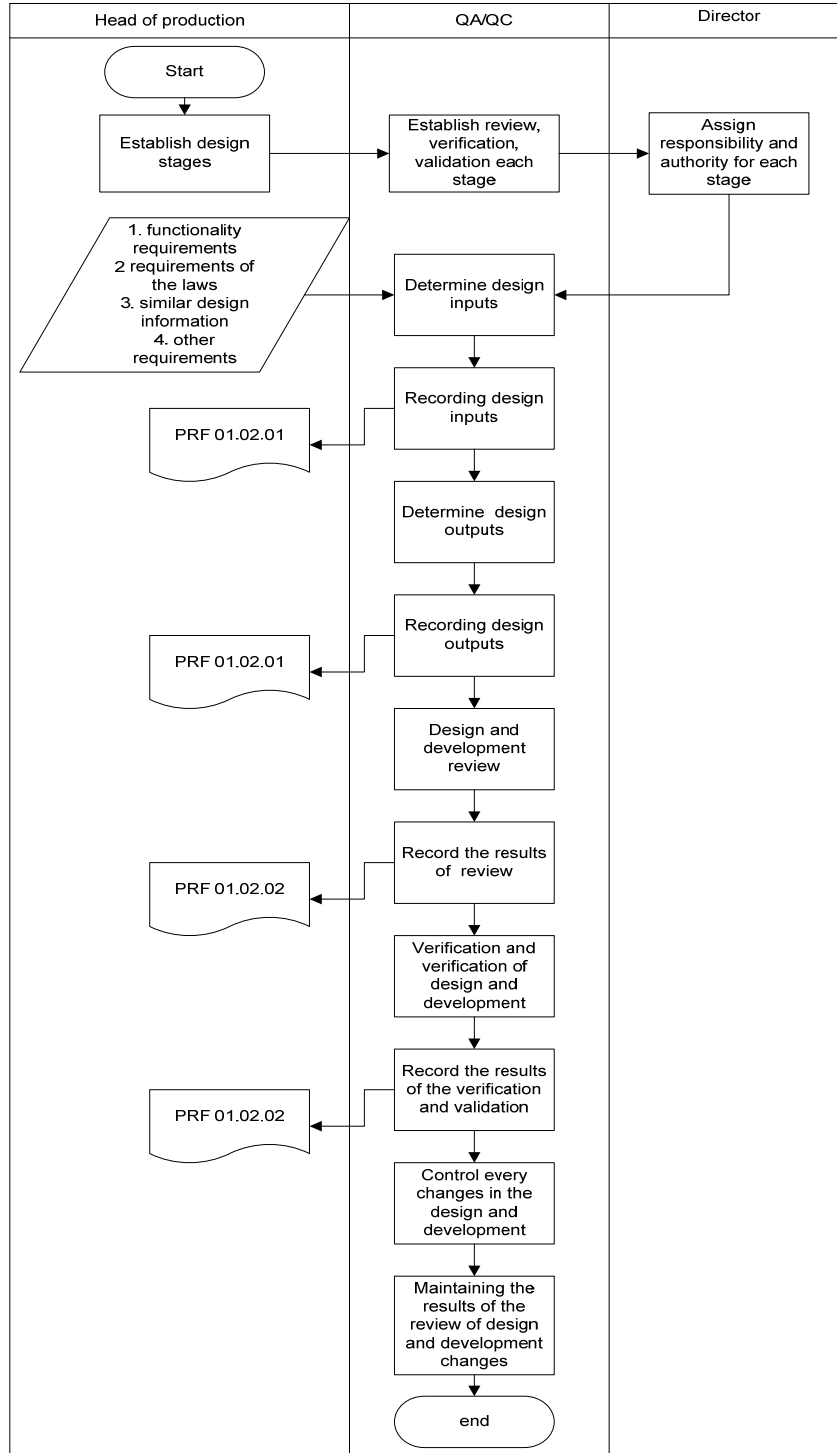 Head of production
QA/QC
Director
Start
Establish design
stages
Establish review,
verification,
validation each
stage
Assign
responsibility and
authority for each
stage
1. functionality
requirements
2 requirements of
the laws
3. similar design
information
4. other
requirements
Determine design
inputs
Recording design
inputs
PRF 01.02.01
Determine design
outputs
Recording design
outputs
PRF 01.02.01
Design and
development
review
Record the results
of review
PRF 01.02.02
Verification and
verification of
design and
development
Record the results
of the verification
and validation
PRF 01.02.02
Control every
changes in the
design and
development
Maintaining the
results of the
review of design
and development
changes
end